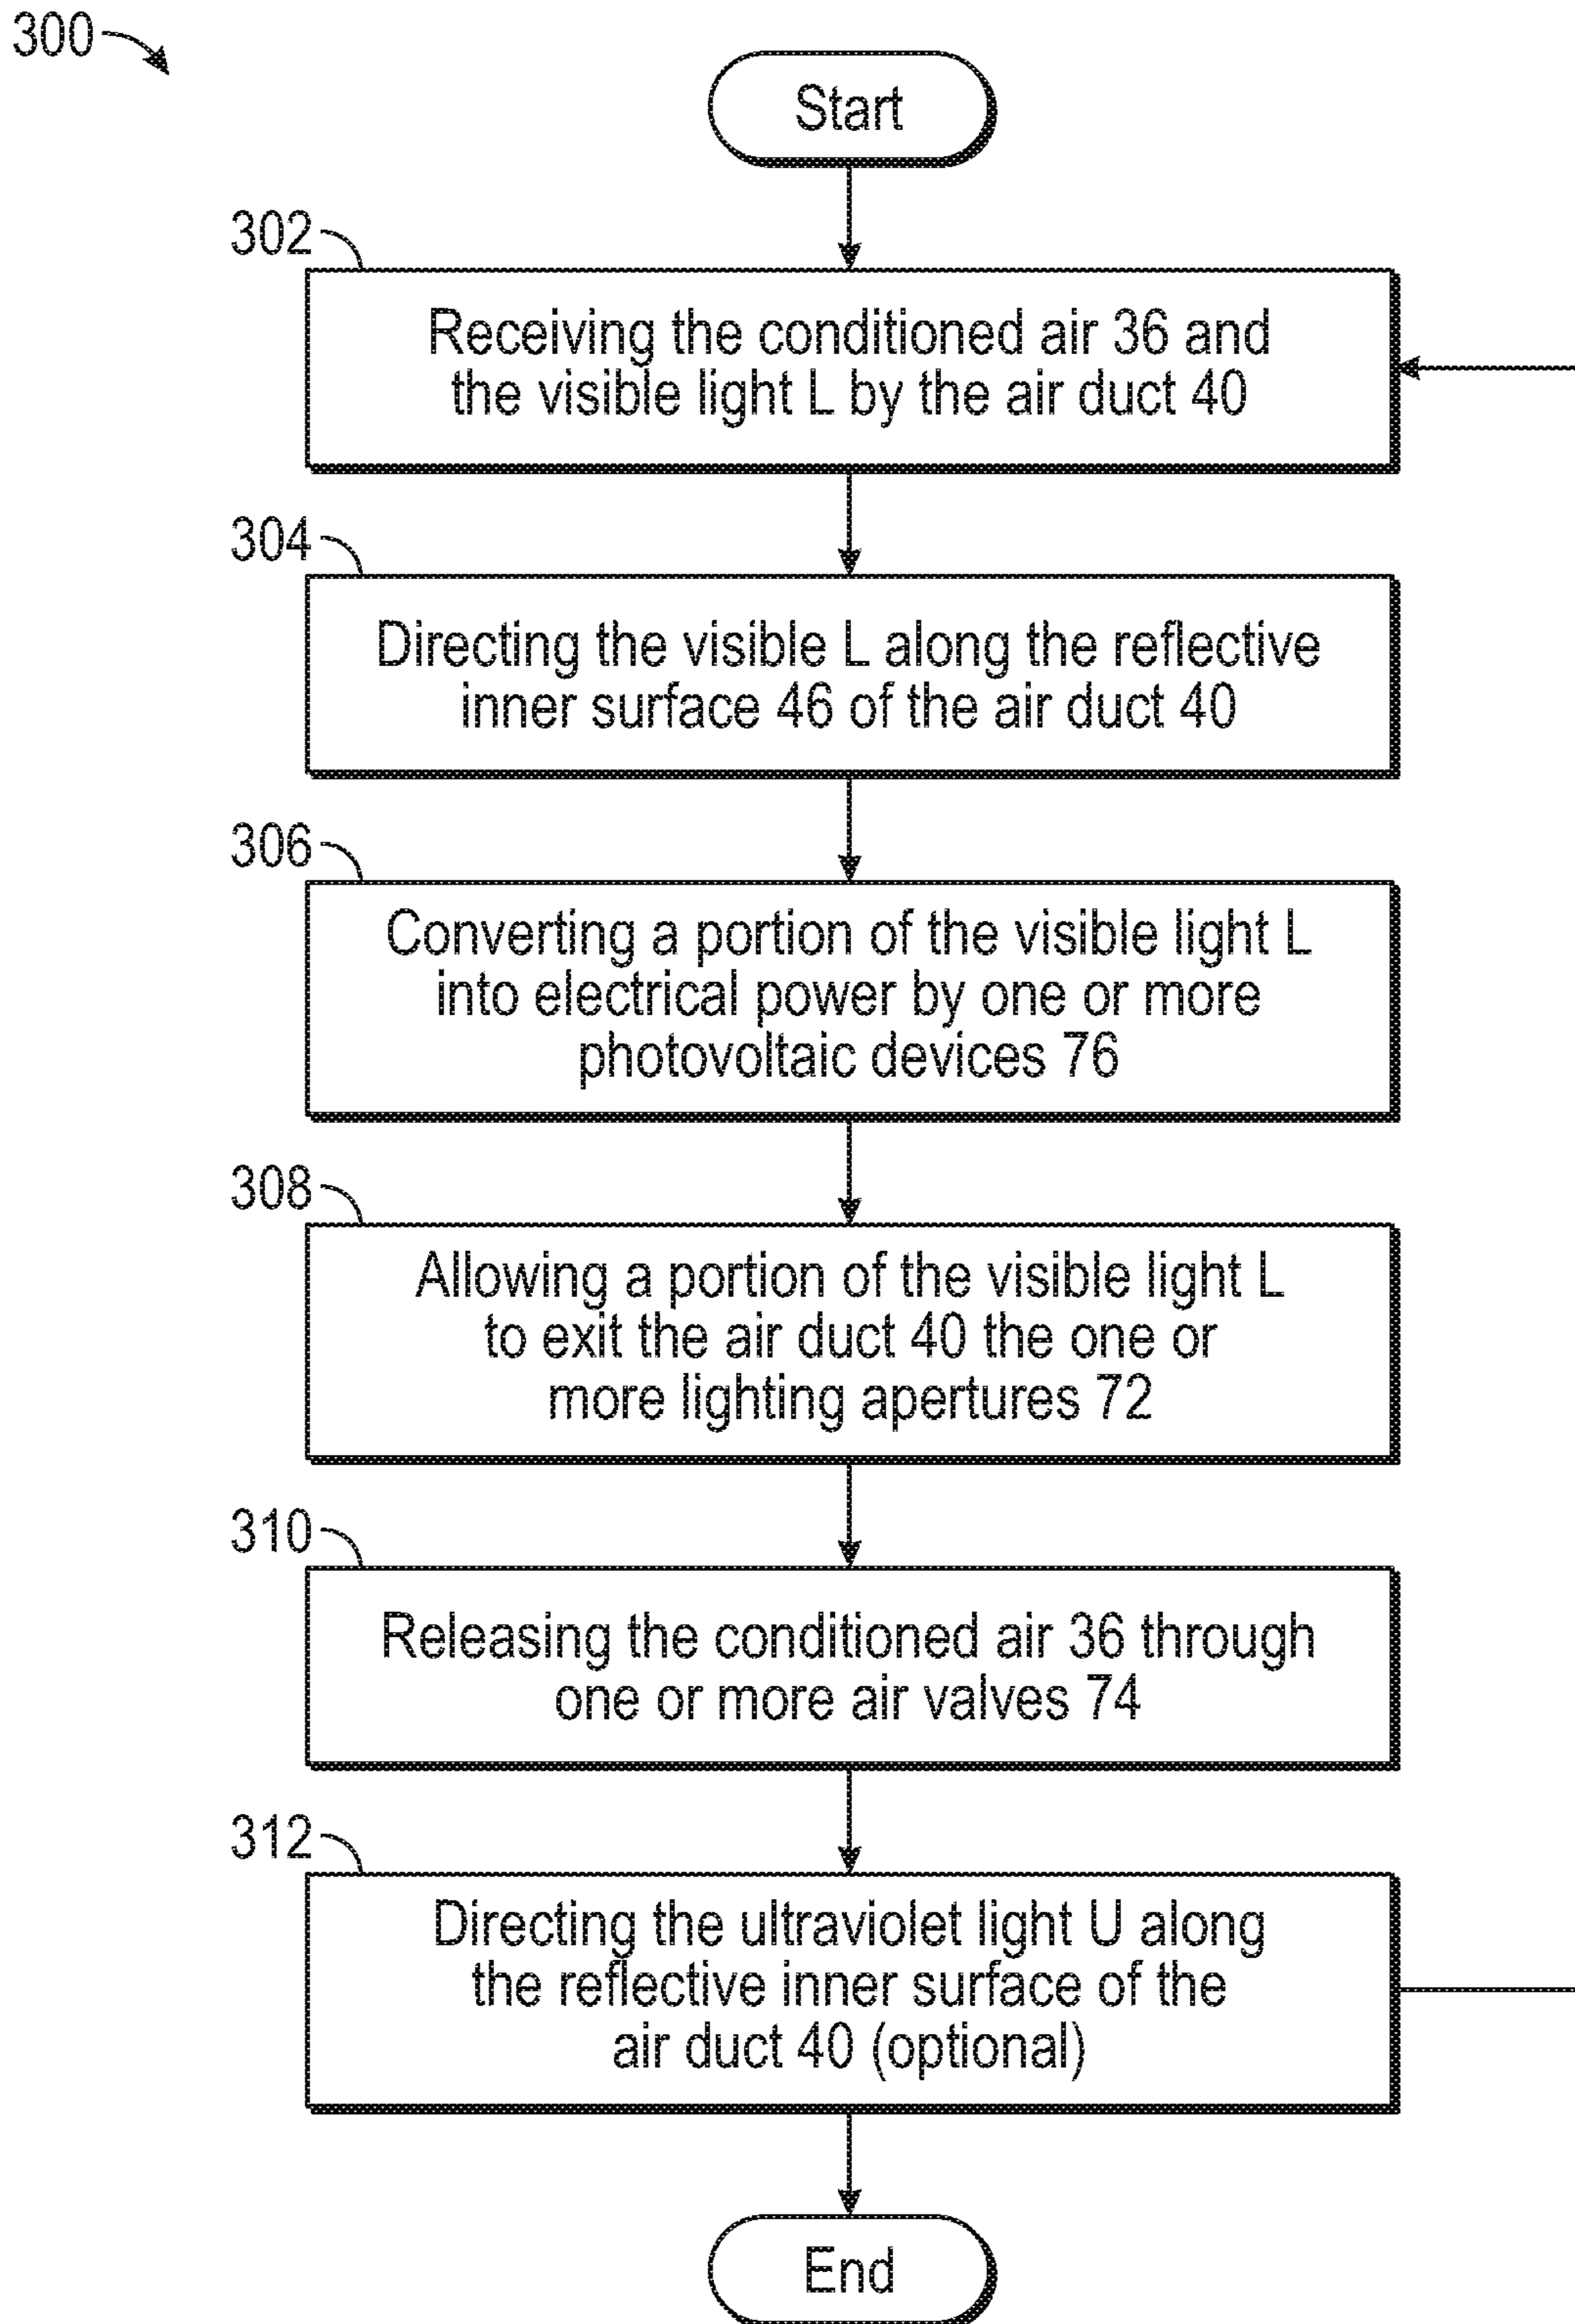 300
Start
302
Receiving the conditioned air 36 and
the visible light L by the air duct 40
304
Directing the visible L along the reflective
inner surface 46 of the air duct 40
306
Converting a portion of the visible light L
into electrical power by one or more
photovoltaic devices 76
308
Allowing a portion of the visible light L
to exit the air duct 40 the one or
more lighting apertures 72
310
Releasing the conditioned air 36 through
one or more air valves 74
312
Directing the ultraviolet light U along
the reflective inner surface of the
air duct 40 (optional)
End